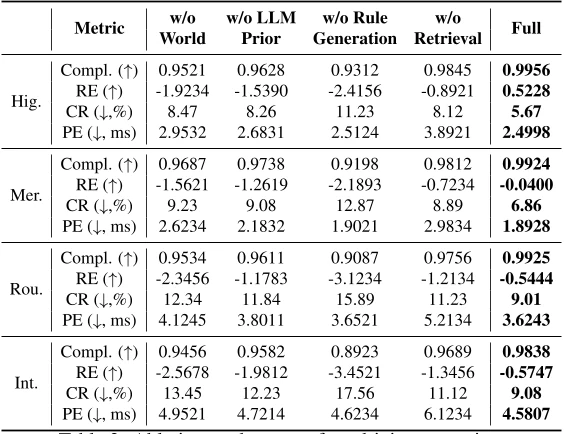 Metric w/o World w/o LLM Prior w/o Rule Generation w/o Retrieval Full
Hig. Compl. (↑) 0.9521 0.9628 0.9312 0.9845 0.9956
RE (↑) -1.9234 -1.5390 -2.4156 -0.8921 0.5228
CR (↓,%) 8.47 8.26 11.23 8.12 5.67
PE (↓, ms) 2.9532 2.6831 2.5124 3.8921 2.4998
Mer. Compl. (↑) 0.9687 0.9738 0.9198 0.9812 0.9924
RE (↑) -1.5621 -1.2619 -2.1893 -0.7234 -0.0400
CR (↓,%) 9.23 9.08 12.87 8.89 6.86
PE (↓, ms) 2.6234 2.1832 1.9021 2.9834 1.8928
Rou. Compl. (↑) 0.9534 0.9611 0.9087 0.9756 0.9925
RE (↑) -2.3456 -1.1783 -3.1234 -1.2134 -0.5444
CR (↓,%) 12.34 11.84 15.89 11.23 9.01
PE (↓, ms) 4.1245 3.8011 3.6521 5.2134 3.6243
Int. Compl. (↑) 0.9456 0.9582 0.8923 0.9689 0.9838
RE (↑) -2.5678 -1.9812 -3.4521 -1.3456 -0.5747
CR (↓,%) 13.45 12.23 17.56 11.12 9.08
PE (↓, ms) 4.9521 4.7214 4.6234 6.1234 4.5807